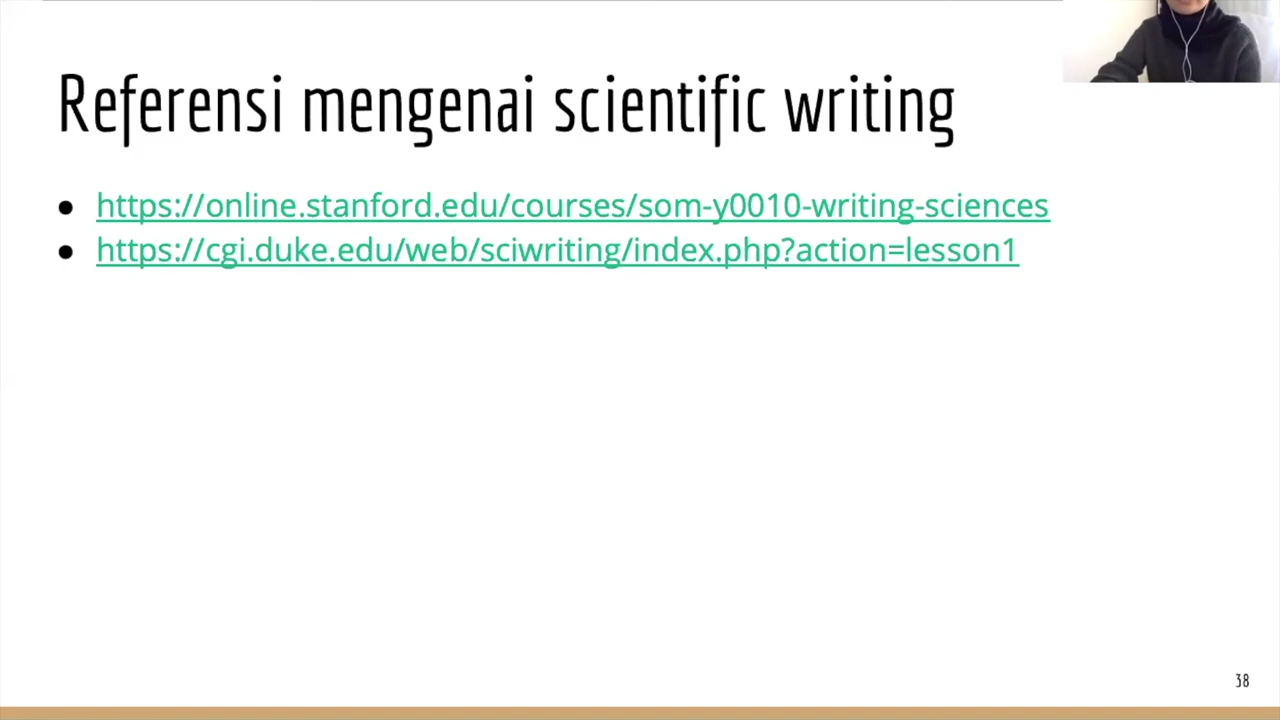 Referensi mengenai scientific writing
● https://online.stanford.edu/courses/som-y0010-writing-sciences
● https://cgi.duke.edu/web/sciwriting/index.php?action=lesson1
38